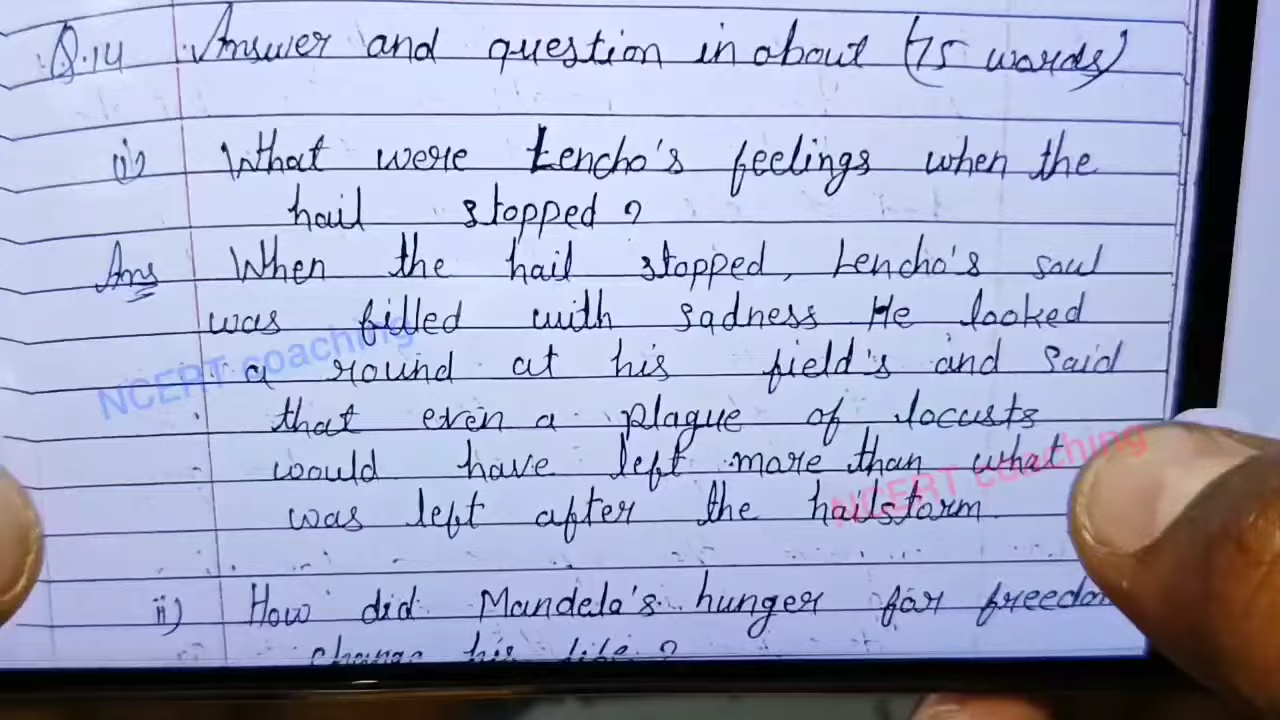 Q.14 Answer and question in about (75 words)
i) What were Lencho's feelings when the
hail stopped ?
Ans When the hail stopped, Lencho's soul
was filled with sadness He looked
a round at his field's and said
that even a plague of locusts
would have left more than what
was left after the hailstorm.
NCERT coaching
NCERT coaching
ii) How did Mandela's hunger for freedom
change his life ?